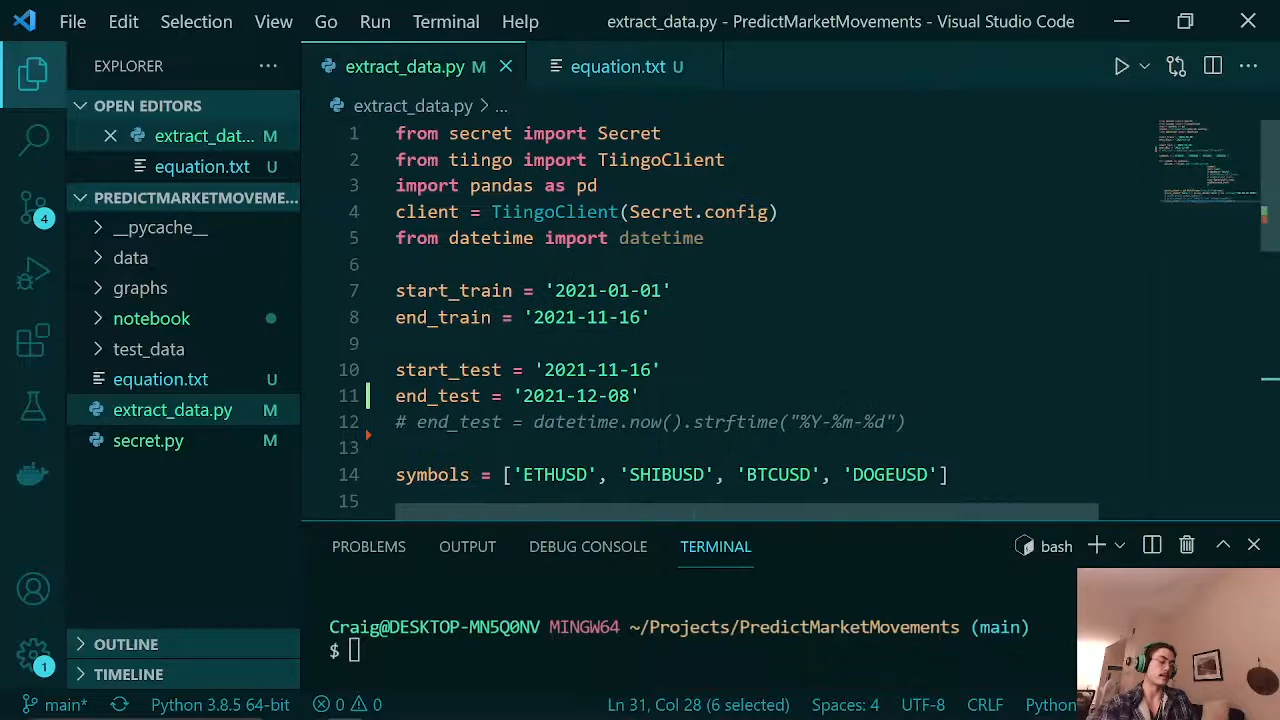 File Edit Selection View Go Run Terminal Help extract_data.py - PredictMarketMovements - Visual Studio Code
EXPLORER
OPEN EDITORS
extract_dat... M
equation.txt U
PREDICTMARKETMOVEME...
__pycache__
data
graphs
notebook
test_data
equation.txt U
extract_data.py M
secret.py M
OUTLINE
TIMELINE
4
1
extract_data.py M equation.txt U
extract_data.py > ...
1 from secret import Secret
2 from tiingo import TiingoClient
3 import pandas as pd
4 client = TiingoClient(Secret.config)
5 from datetime import datetime
6
7 start_train = '2021-01-01'
8 end_train = '2021-11-16'
9
10 start_test = '2021-11-16'
11 end_test = '2021-12-08'
12 # end_test = datetime.now().strftime("%Y-%m-%d")
13
14 symbols = ['ETHUSD', 'SHIBUSD', 'BTCUSD', 'DOGEUSD']
15
PROBLEMS OUTPUT DEBUG CONSOLE TERMINAL bash
Craig@DESKTOP-MN5Q0NV MINGW64 ~/Projects/PredictMarketMovements (main)
$
main* Python 3.8.5 64-bit 0 0 Ln 31, Col 28 (6 selected) Spaces: 4 UTF-8 CRLF Python